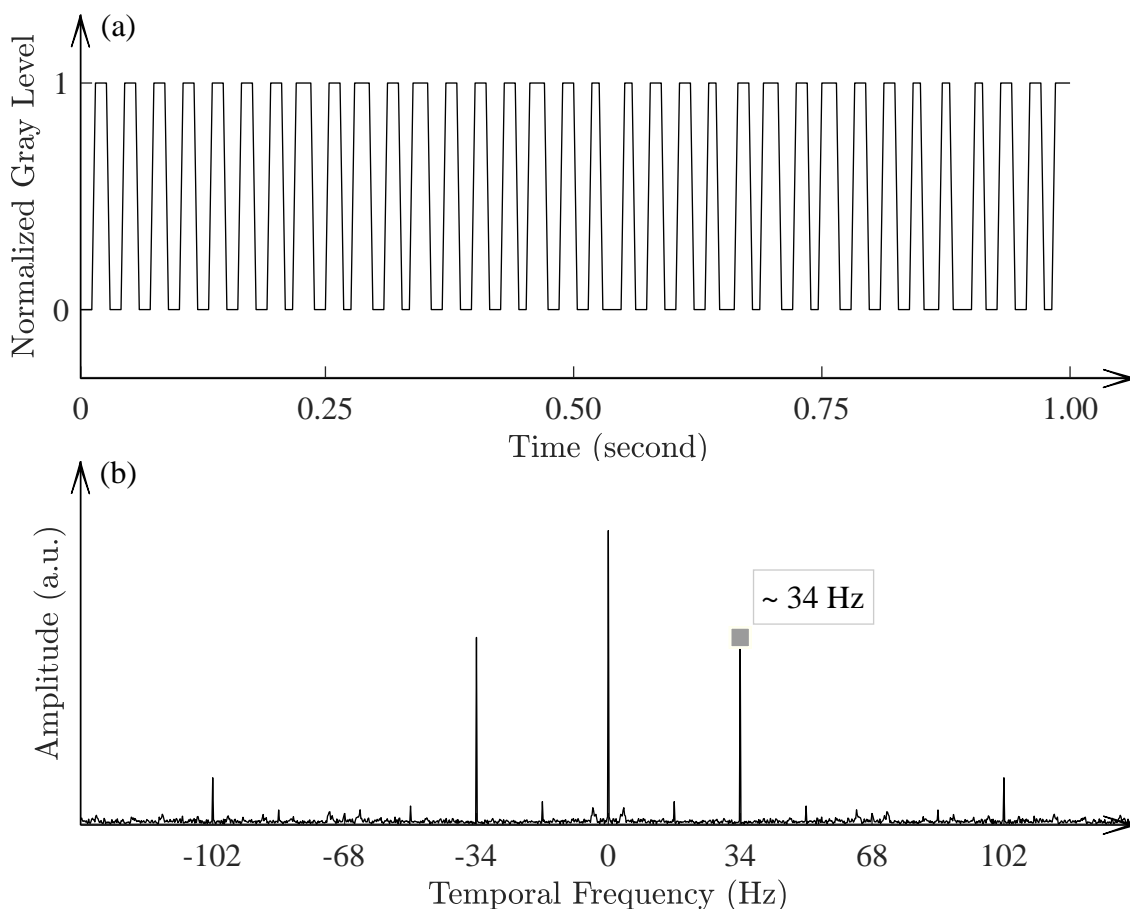 (a)
Normalized Gray Level
1
0
0 0.25 0.50 0.75 1.00
Time (second)
(b)
Amplitude (a.u.)
~ 34 Hz
-102 -68 -34 0 34 68 102
Temporal Frequency (Hz)